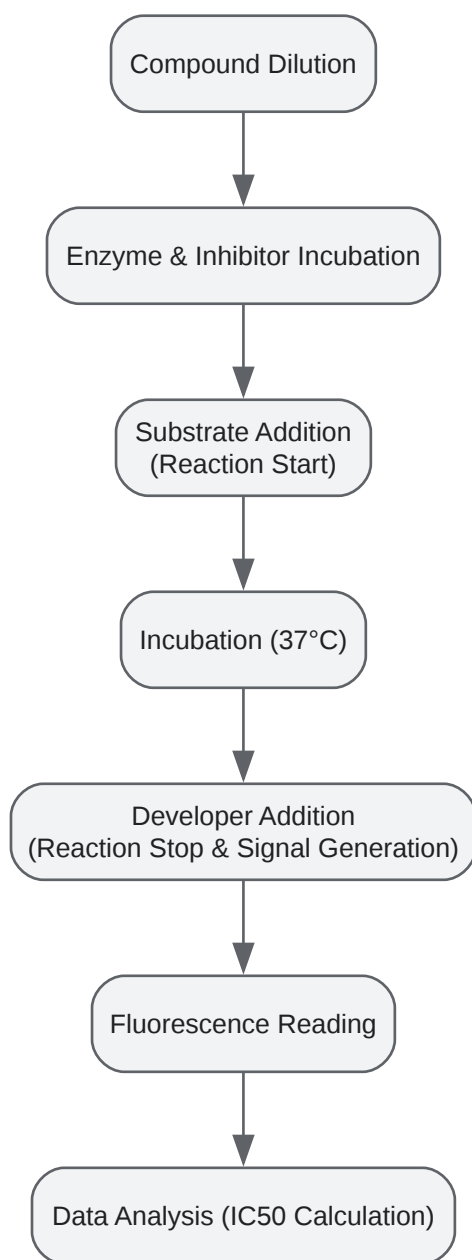 Compound Dilution
Enzyme & Inhibitor Incubation
Substrate Addition
(Reaction Start)
Incubation (37°C)
Developer Addition
(Reaction Stop & Signal Generation)
Fluorescence Reading
Data Analysis (IC50 Calculation)